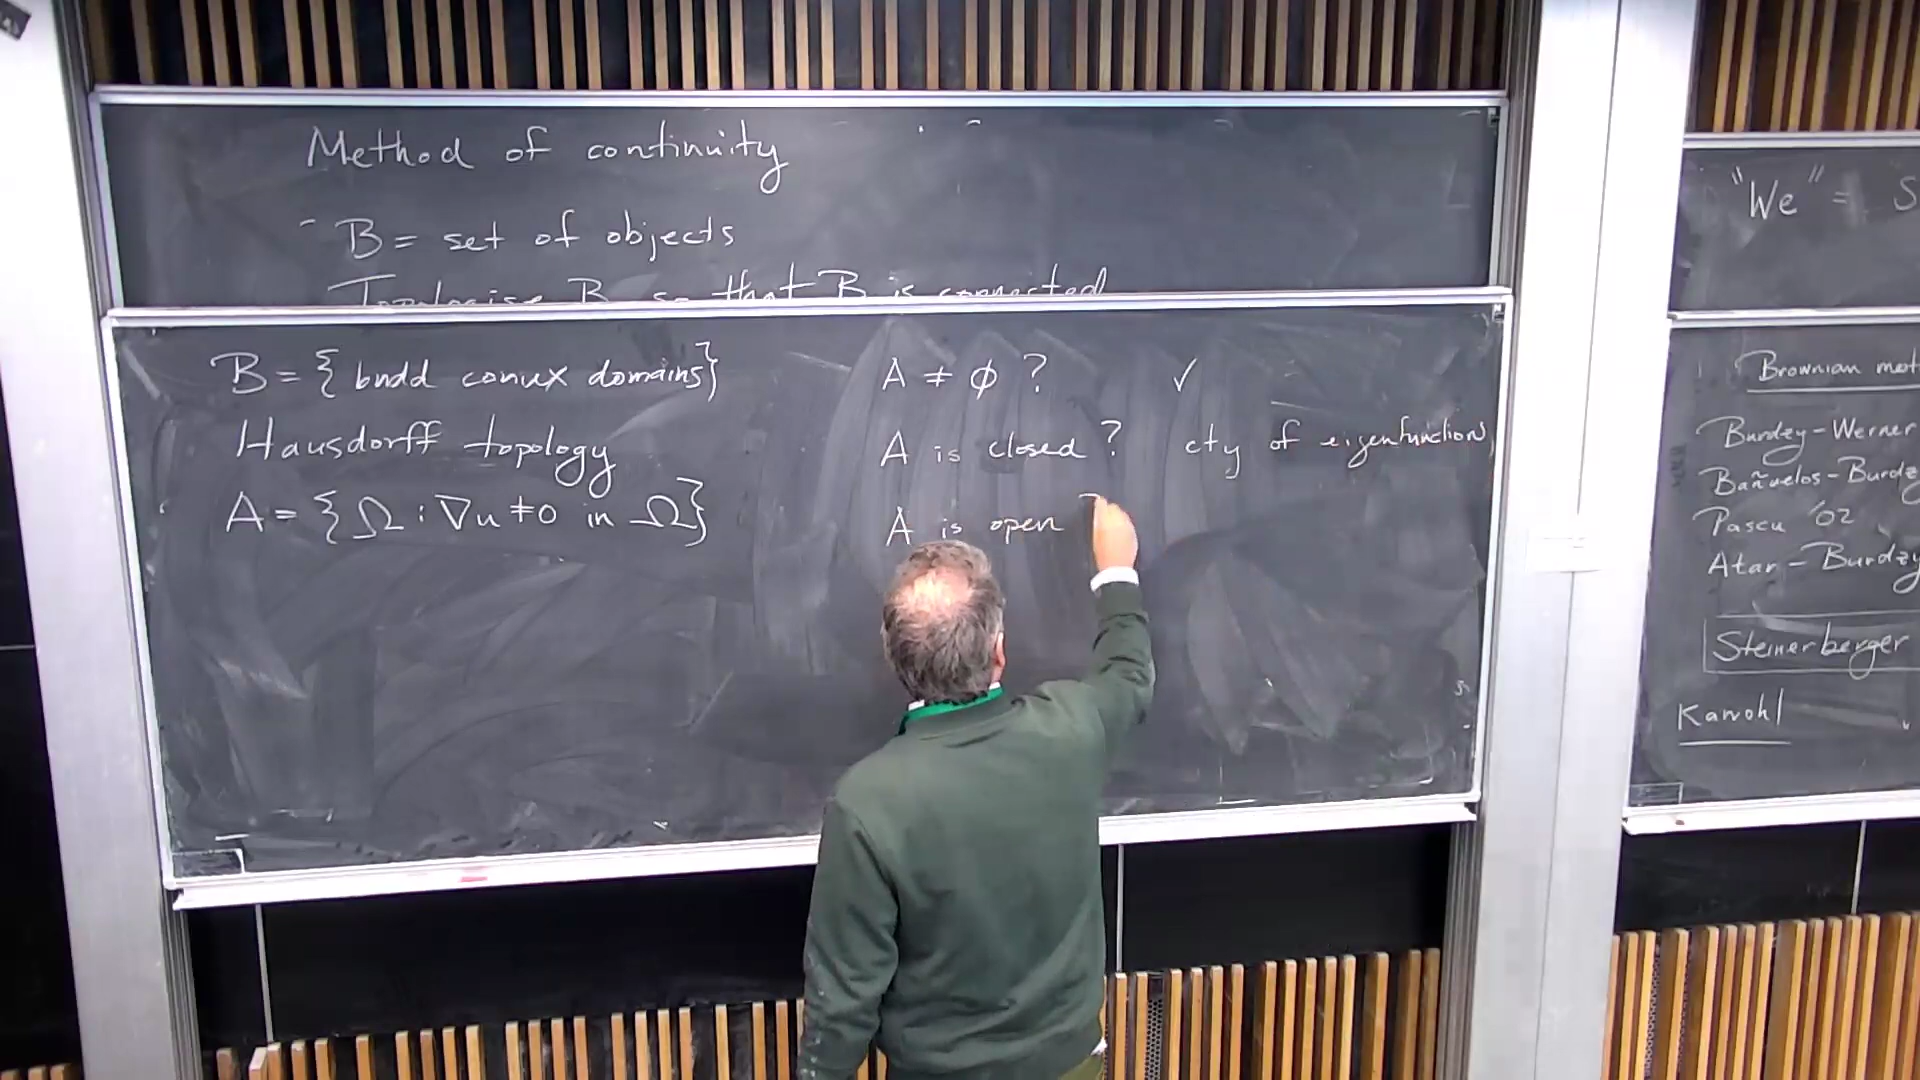 Method of continuity
B = set of objects
Topologise B so that B is connected
B = { bndd convex domains}
Hausdorff topology
A = { Ω : ∇u ≠ 0 in Ω}
A ≠ ∅ ? ✓
A is closed ? cty of eigenfunctions
A is open ?
"We" = S
Brownian mot
Burdzy-Werner
Bañuelos-Burdz
Pascu '02
Atar-Burdzy
Steinerberger
Kawohl